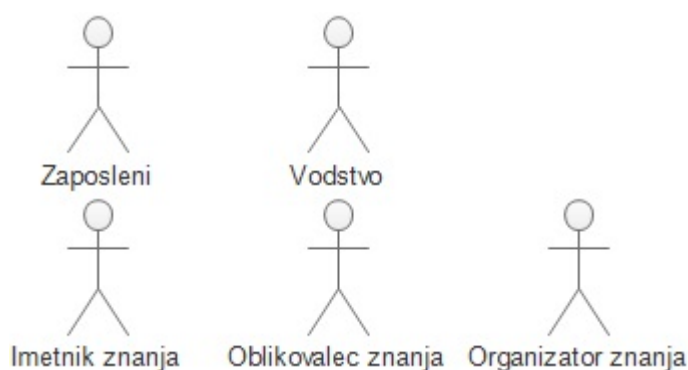 Zaposleni Vodstvo
Imetnik znanja Oblikovalec znanja Organizator znanja